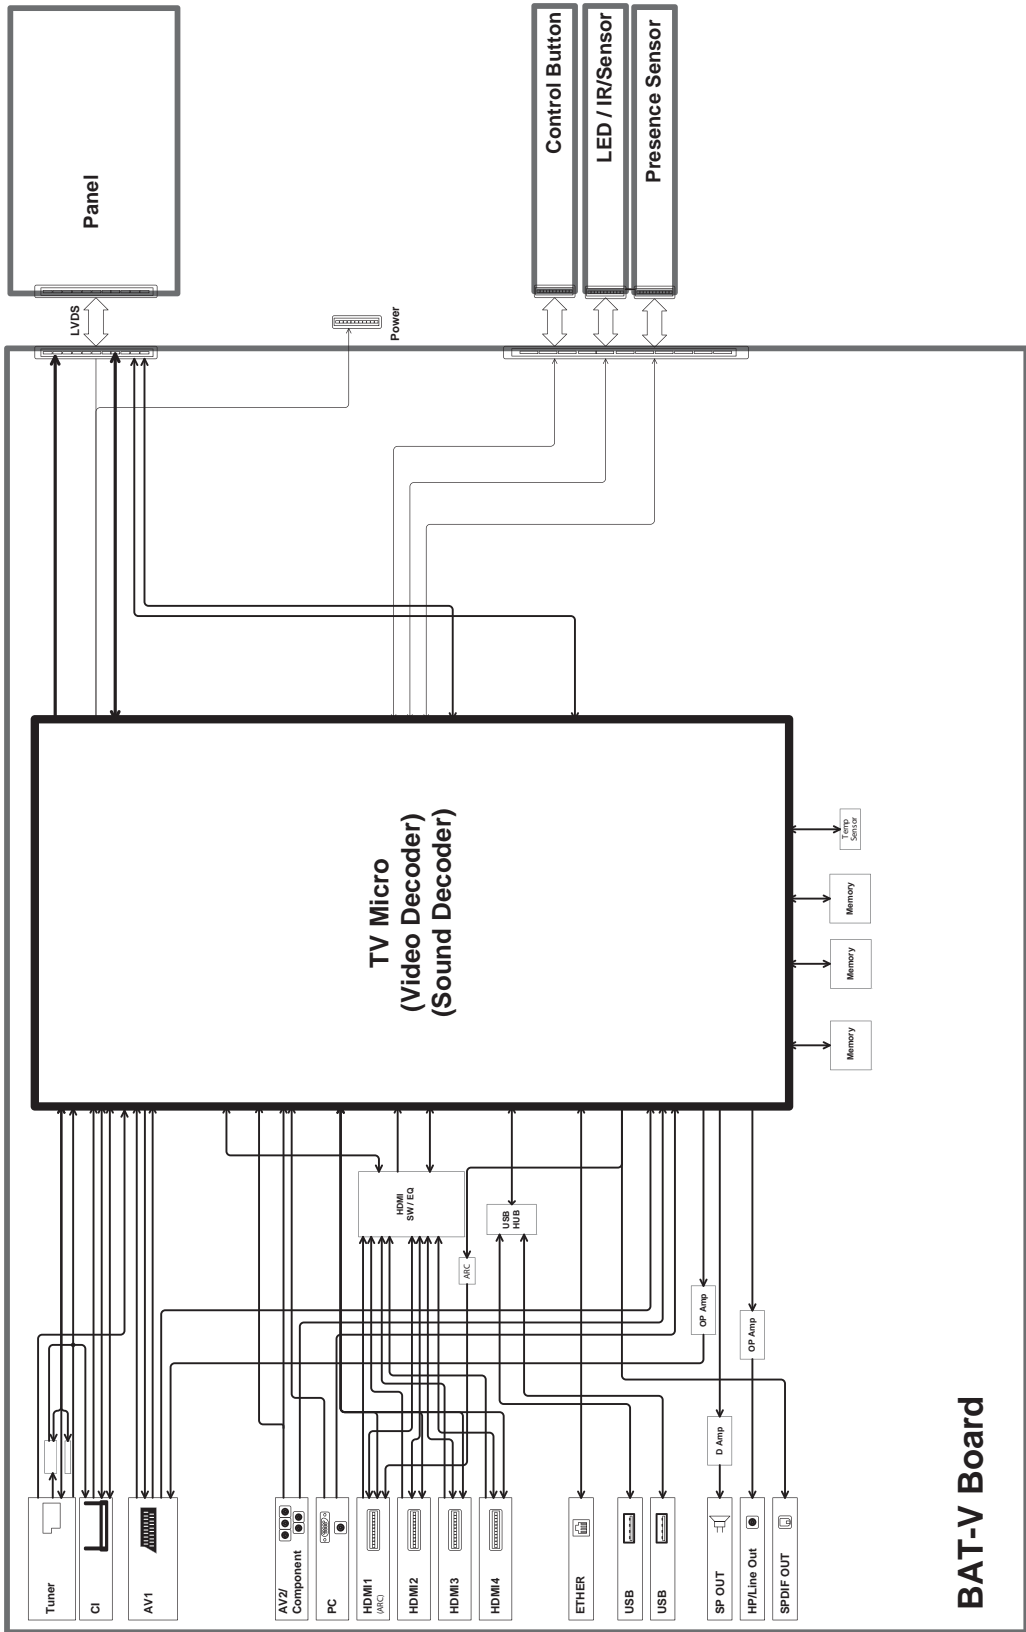 Panel
LVDS
Power
Control Button
LED / IR/Sensor
Presence Sensor
TV Micro
(Video Decoder)
(Sound Decoder)
Temp
Sensor
Memory
Memory
Memory
HDMI
SW / EQ
USB
HUB
ARC
OP Amp
OP Amp
D Amp
Tuner
CI
AV1
AV2/
Component
PC
HDMI1
(ARC)
HDMI2
HDMI3
HDMI4
ETHER
USB
USB
SP OUT
HP/Line Out
SPDIF OUT
BAT-V Board